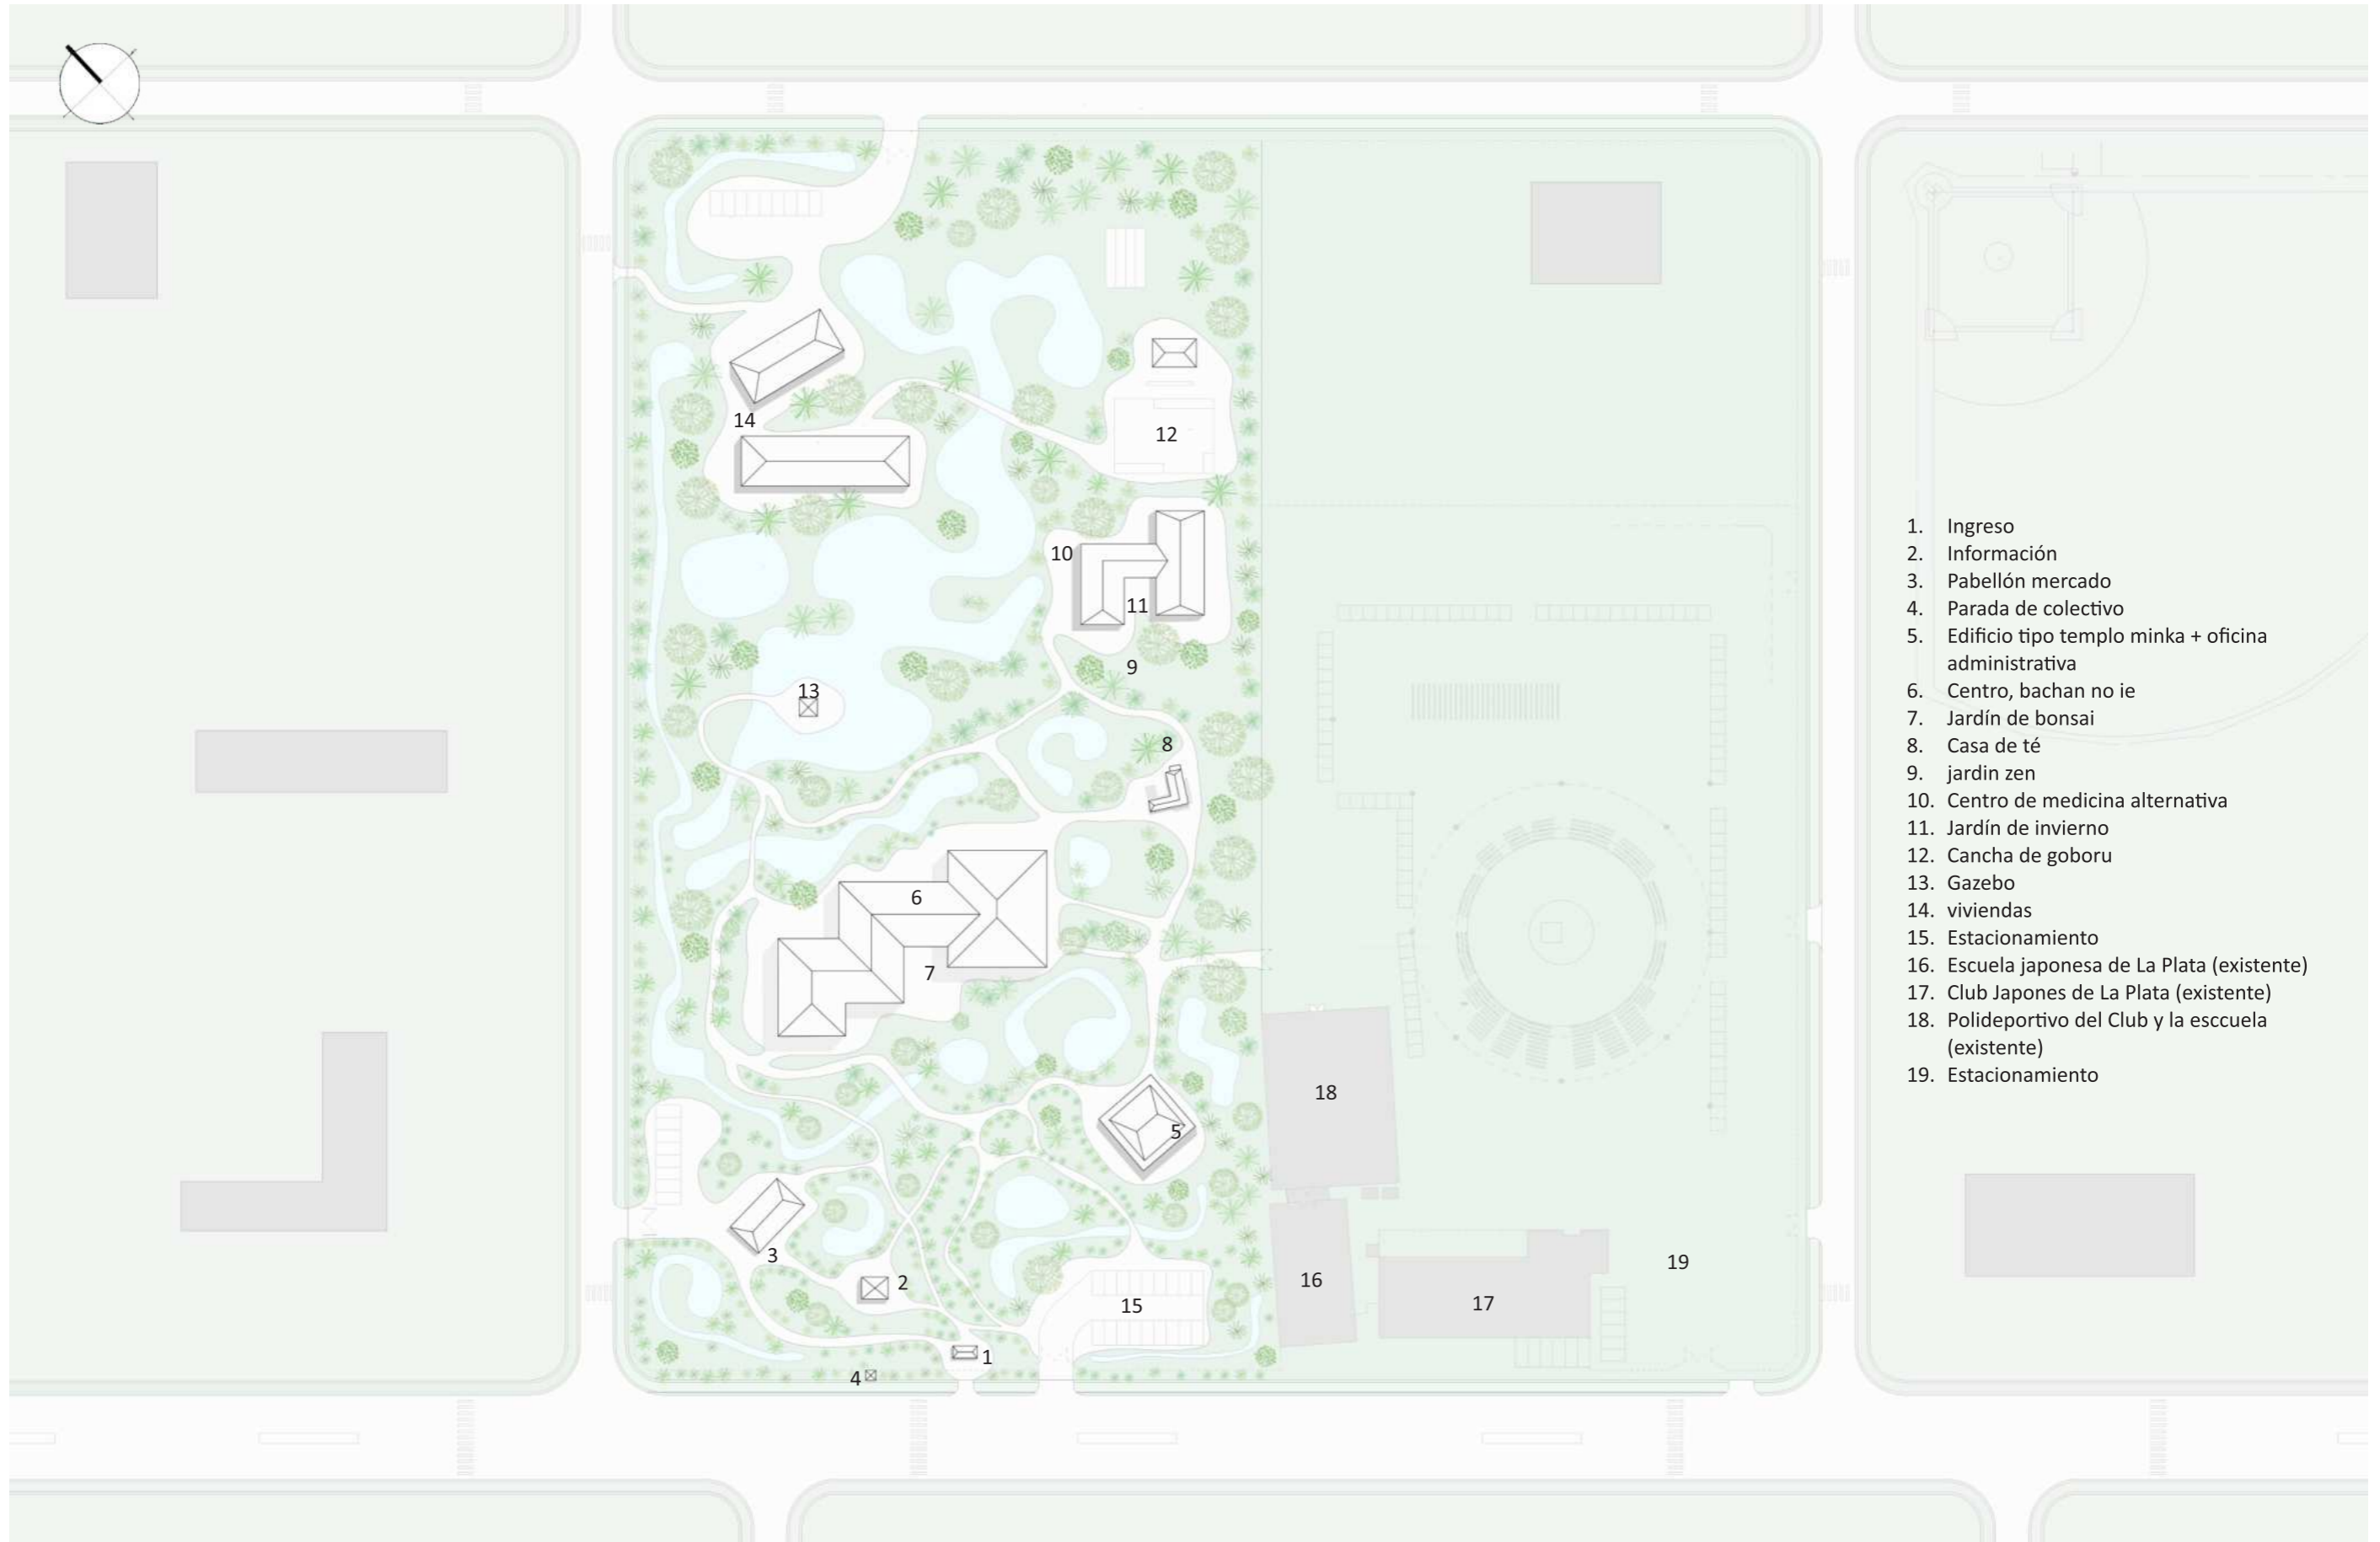 14
12
10
11
9
13
8
6
7
18
5
3
2
16
15
17
19
1
4
1. Ingreso
2. Información
3. Pabellón mercado
4. Parada de colectivo
5. Edificio tipo templo minka + oficina
administrativa
6. Centro, bachan no ie
7. Jardín de bonsai
8. Casa de té
9. jardin zen
10. Centro de medicina alternativa
11. Jardín de invierno
12. Cancha de goboru
13. Gazebo
14. viviendas
15. Estacionamiento
16. Escuela japonesa de La Plata (existente)
17. Club Japones de La Plata (existente)
18. Polideportivo del Club y la esccuela
(existente)
19. Estacionamiento